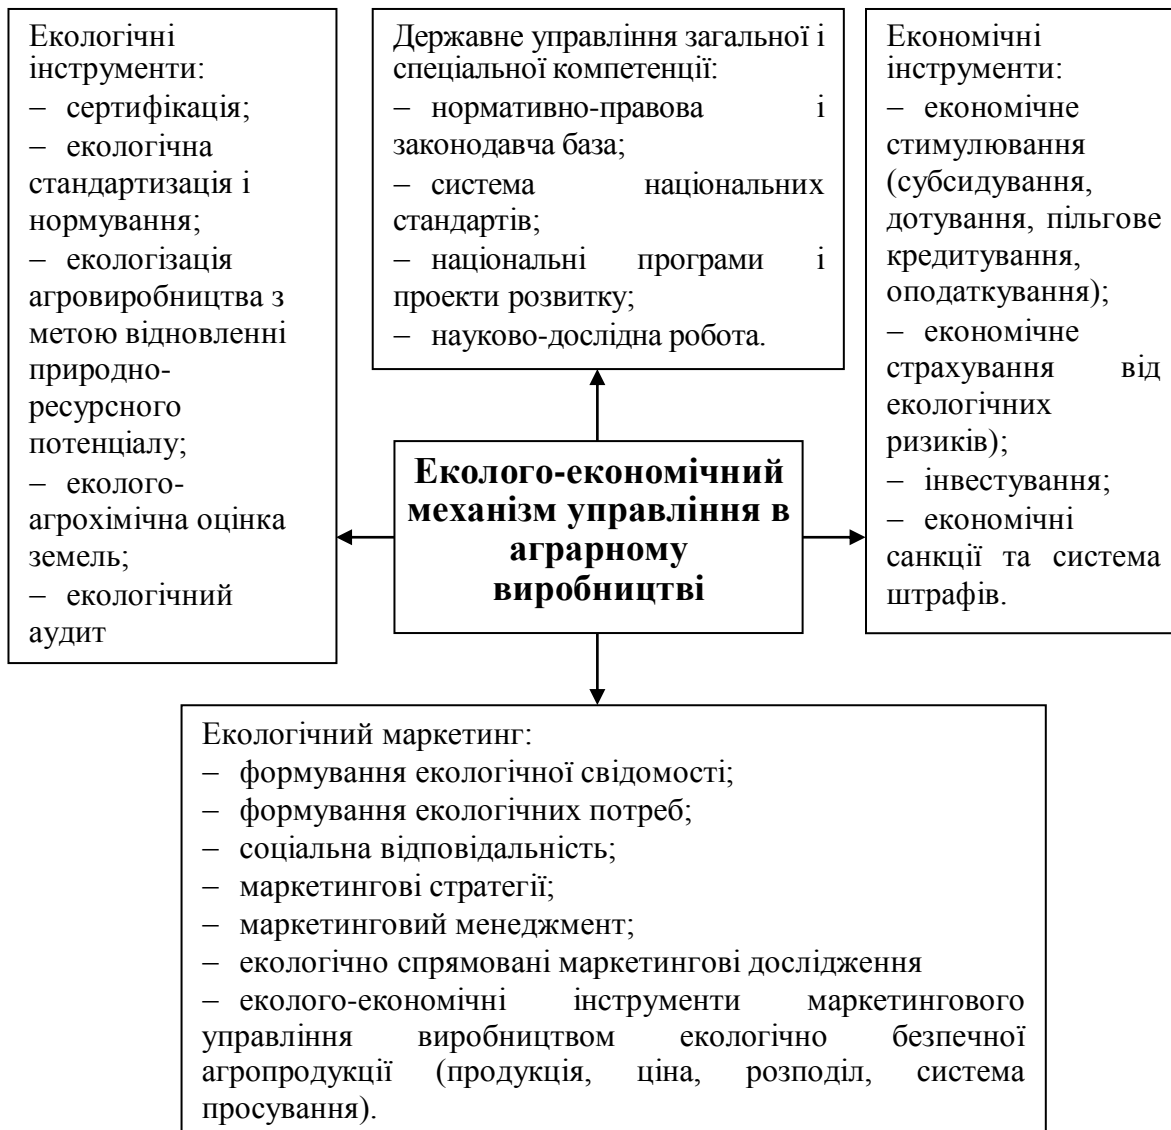 Екологічні
інструменти:
– сертифікація;
– екологічна
стандартизація і
нормування;
– екологізація
агровиробництва з
метою відновленні
природно-
ресурсного
потенціалу;
– еколого-
агрохімічна оцінка
земель;
– екологічний
аудит
Державне управління загальної і
спеціальної компетенції:
– нормативно-правова і
законодавча база;
– система національних
стандартів;
– національні програми і
проекти розвитку;
– науково-дослідна робота.
Економічні
інструменти:
– економічне
стимулювання
(субсидування,
дотування, пільгове
кредитування,
оподаткування);
– економічне
страхування від
екологічних
ризиків);
– інвестування;
– економічні
санкції та система
штрафів.
Еколого-економічний
механізм управління в
аграрному
виробництві
Екологічний маркетинг:
– формування екологічної свідомості;
– формування екологічних потреб;
– соціальна відповідальність;
– маркетингові стратегії;
– маркетинговий менеджмент;
– екологічно спрямовані маркетингові дослідження
– еколого-економічні інструменти маркетингового
управління виробництвом екологічно безпечної
агропродукції (продукція, ціна, розподіл, система
просування).